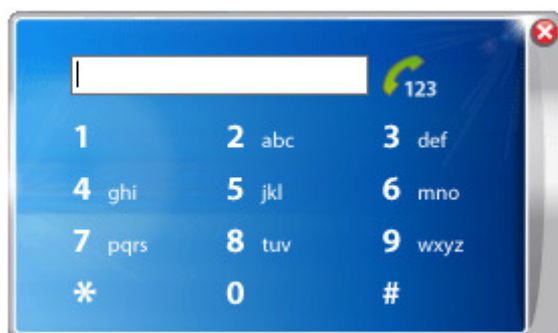 123
1 2 abc 3 def
4 ghi 5 jkl 6 mno
7 pqrs 8 tuv 9 wxyz
* 0 #